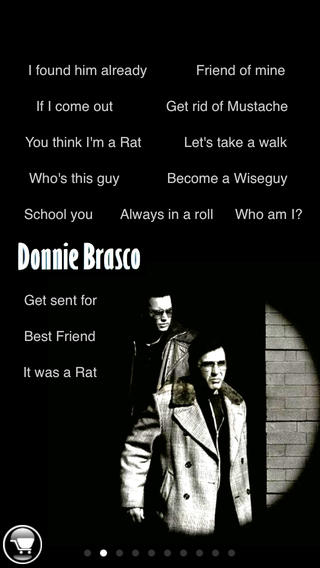 I found him already Friend of mine
If I come out Get rid of Mustache
You think I'm a Rat Let's take a walk
Who's this guy Become a Wiseguy
School you Always in a roll Who am I?
Donnie Brasco
Get sent for
Best Friend
It was a Rat